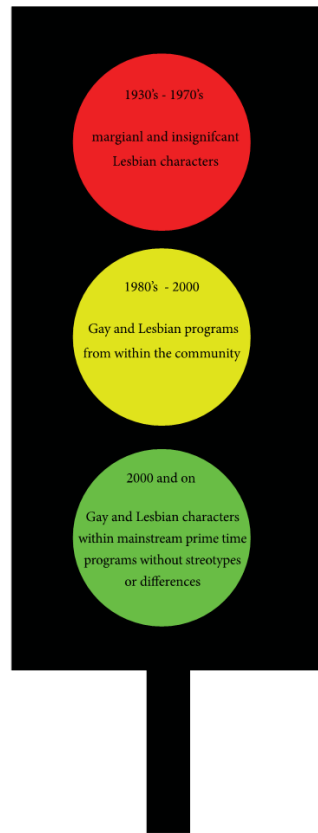 1930's - 1970's
margianl and insignifcant
Lesbian characters
1980's - 2000
Gay and Lesbian programs
from within the community
2000 and on
Gay and Lesbian characters
within mainstream prime time
programs without streotypes
or differences